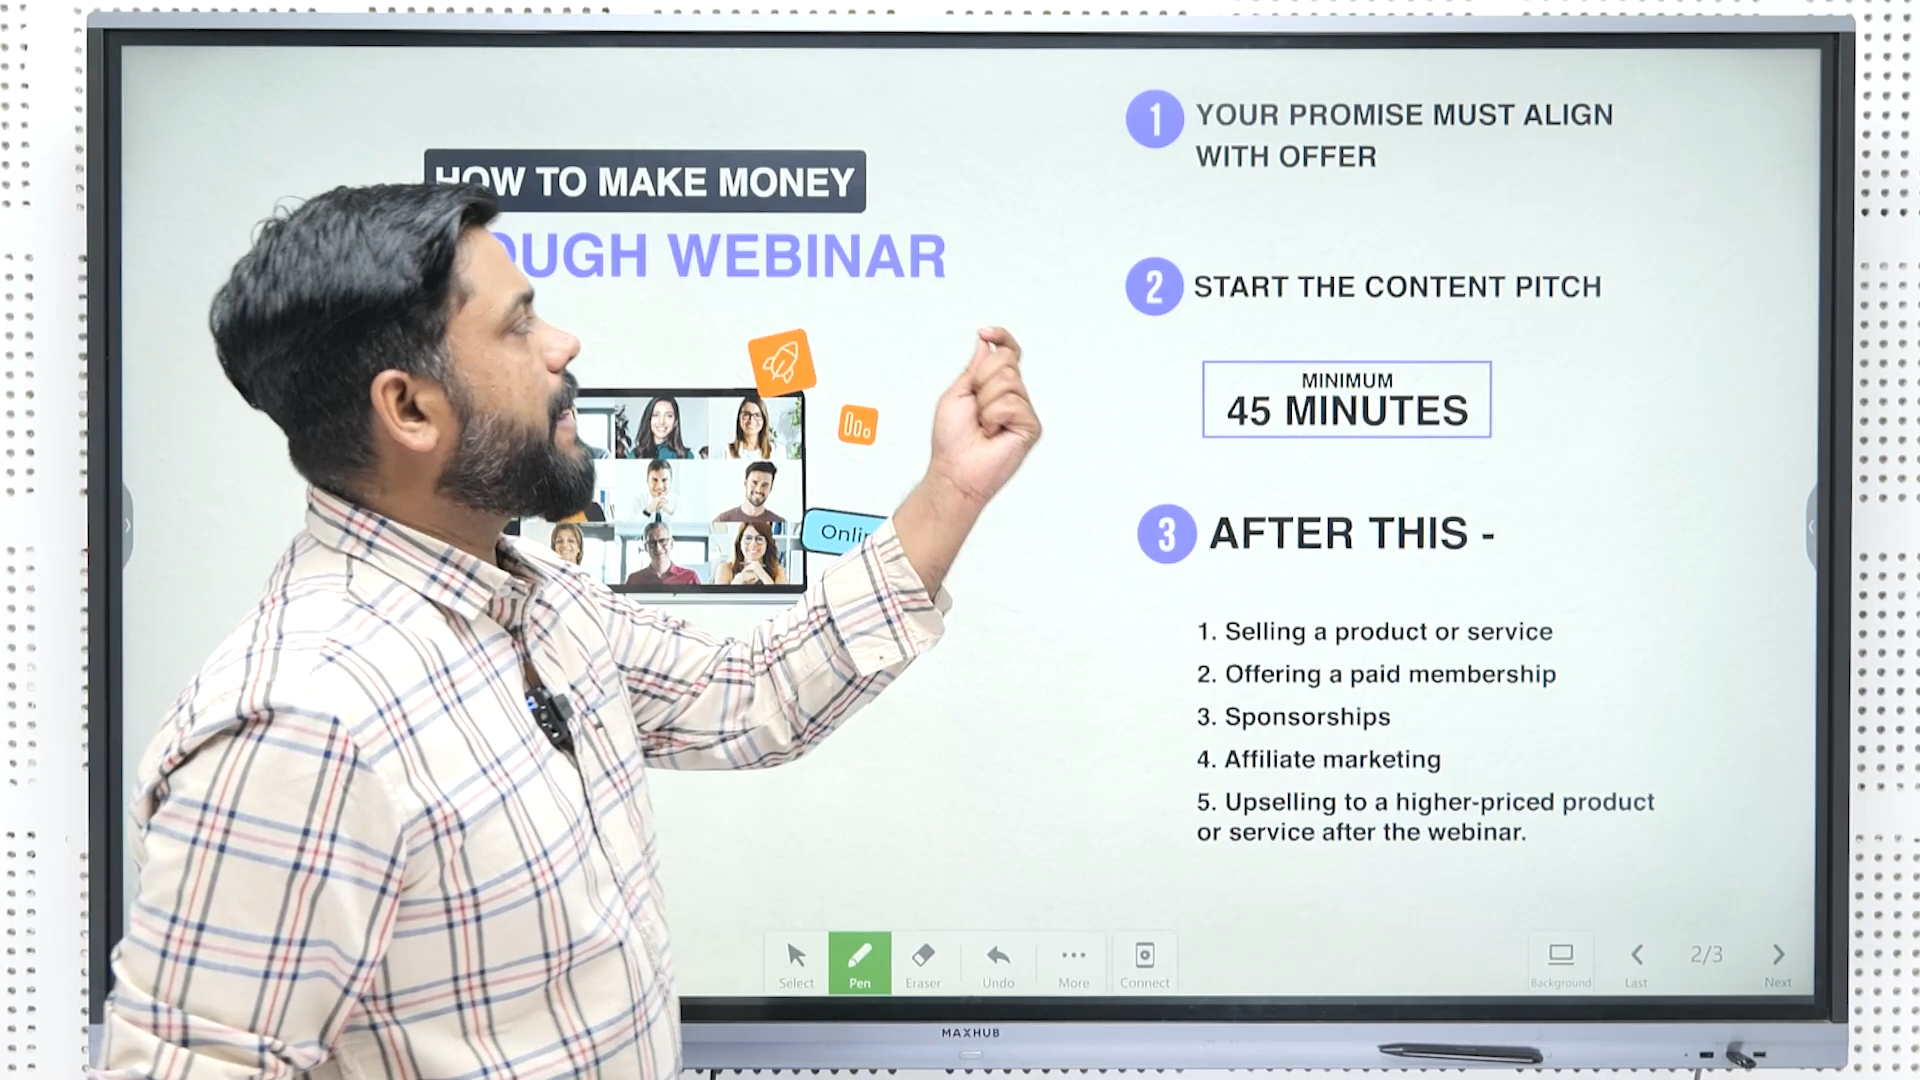 HOW TO MAKE MONEY
OUGH WEBINAR
Onlin
1 YOUR PROMISE MUST ALIGN
WITH OFFER
2 START THE CONTENT PITCH
MINIMUM
45 MINUTES
3 AFTER THIS -
1. Selling a product or service
2. Offering a paid membership
3. Sponsorships
4. Affiliate marketing
5. Upselling to a higher-priced product
or service after the webinar.
Select Pen Eraser Undo More Connect
Background Last 2/3 Next
MAXHUB